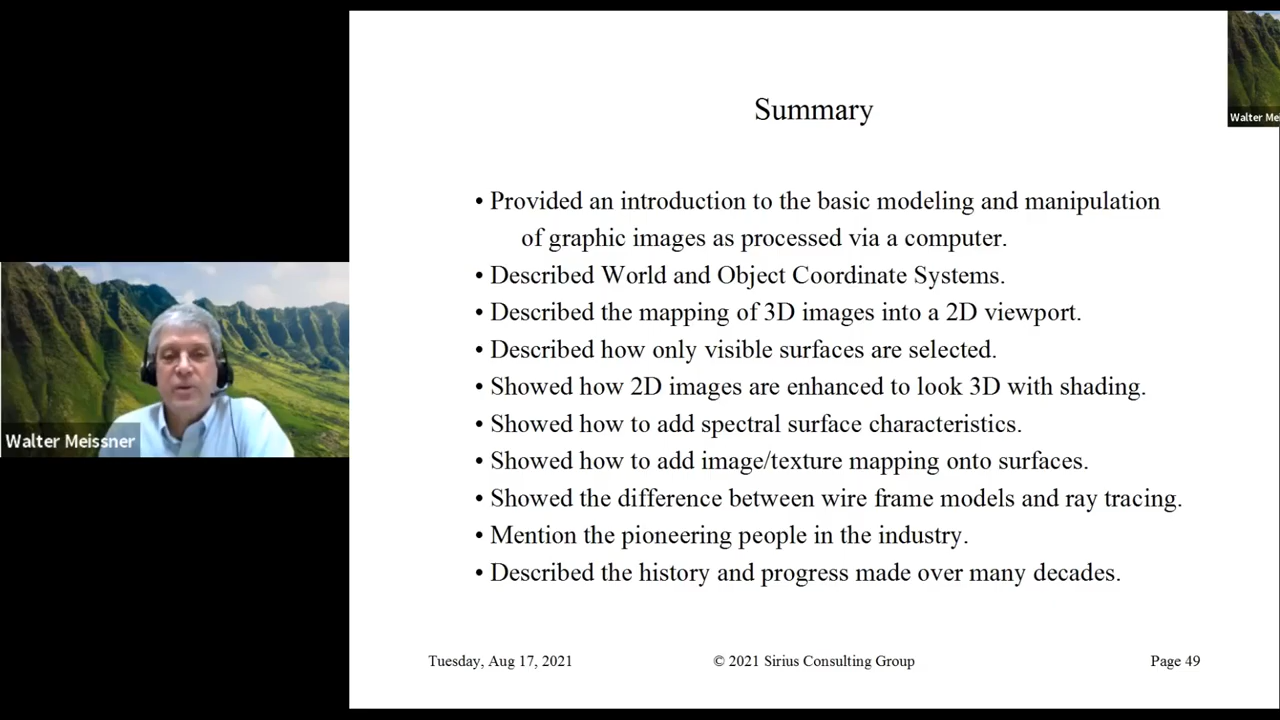 Summary
• Provided an introduction to the basic modeling and manipulation
of graphic images as processed via a computer.
• Described World and Object Coordinate Systems.
• Described the mapping of 3D images into a 2D viewport.
• Described how only visible surfaces are selected.
• Showed how 2D images are enhanced to look 3D with shading.
• Showed how to add spectral surface characteristics.
• Showed how to add image/texture mapping onto surfaces.
• Showed the difference between wire frame models and ray tracing.
• Mention the pioneering people in the industry.
• Described the history and progress made over many decades.
Tuesday, Aug 17, 2021
© 2021 Sirius Consulting Group
Page 49
Walter Meissner
Walter Mei